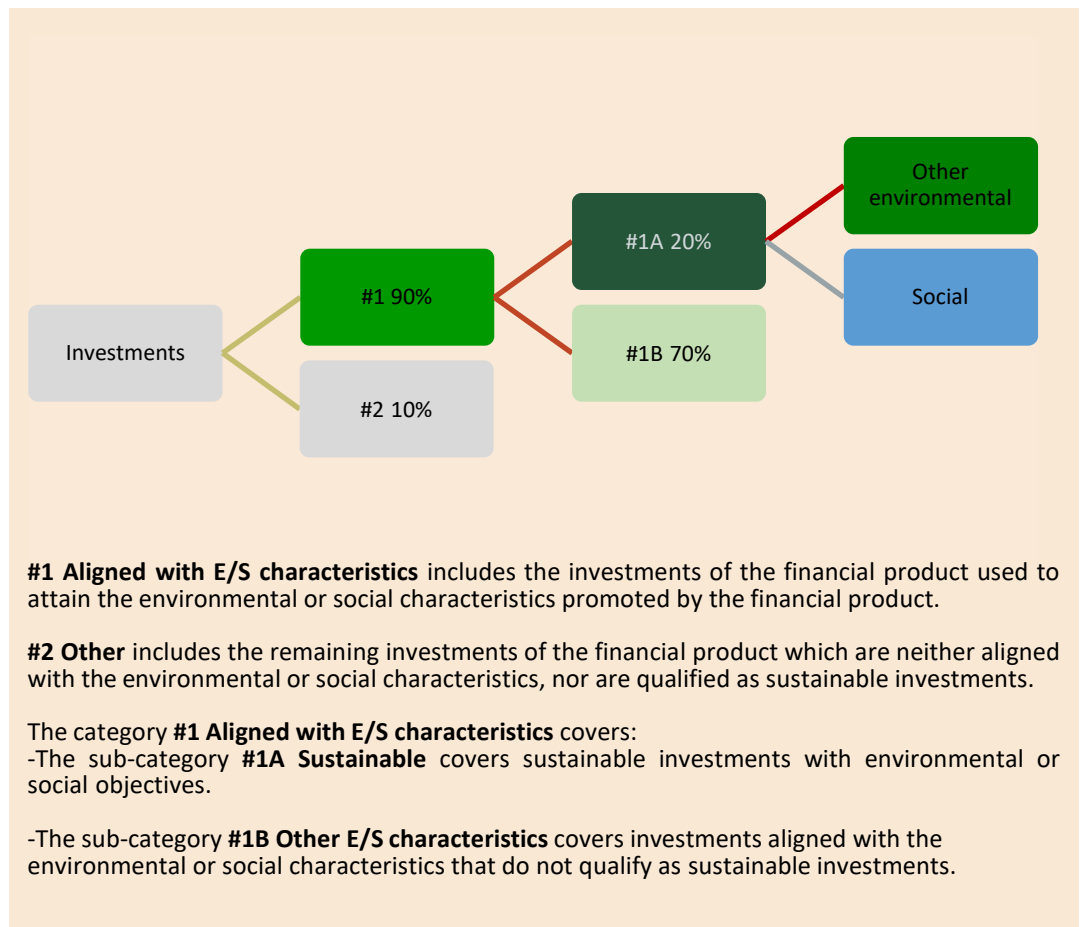 Other
environmental
#1A 20%
#1 90%
Social
Investments
#1B 70%
#2 10%
#1 Aligned with E/S characteristics includes the investments of the financial product used to
attain the environmental or social characteristics promoted by the financial product.
#2 Other includes the remaining investments of the financial product which are neither aligned
with the environmental or social characteristics, nor are qualified as sustainable investments.
The category #1 Aligned with E/S characteristics covers:
-The sub-category #1A Sustainable covers sustainable investments with environmental or
social objectives.
-The sub-category #1B Other E/S characteristics covers investments aligned with the
environmental or social characteristics that do not qualify as sustainable investments.